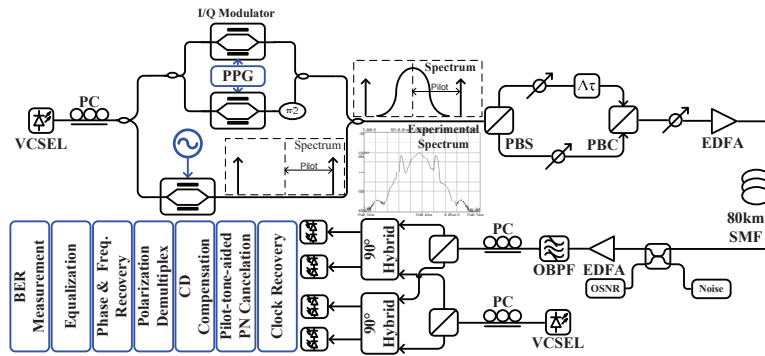 I/Q Modulator
PPG
π2
PC
VCSEL
Spectrum
Pilot
Spectrum
Pilot
Experimental
Spectrum
PBS
Δτ
PBC
EDFA
80km
SMF
OSNR
Noise
EDFA
OBPF
PC
PC
VCSEL
90°
Hybrid
90°
Hybrid
Clock Recovery
Pilot-tone-aided
PN Cancelation
CD
Compensation
Polarization
Demultiplex
Phase & Freq.
Recovery
Equalization
BER
Measurement